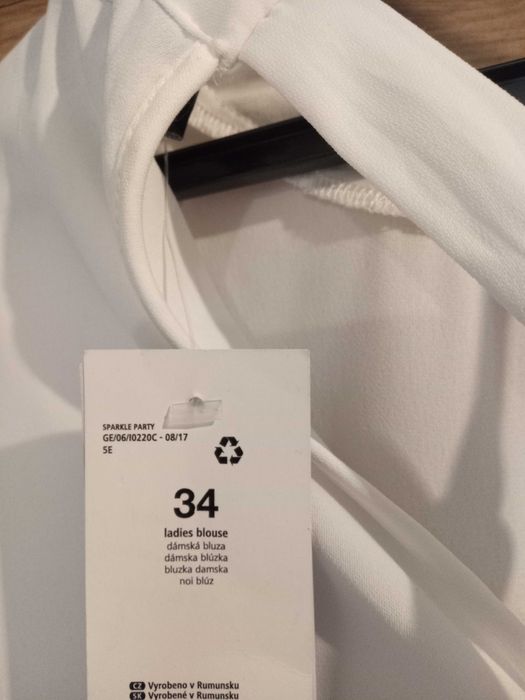 SPARKLE PARTY
GE/06/I0220C - 08/17
5E
34
ladies blouse
dámská bluza
dámska blúzka
bluzka damska
noi blúz
CZ Vyrobeno v Rumunsku
SK Vyrobené v Rumunsku